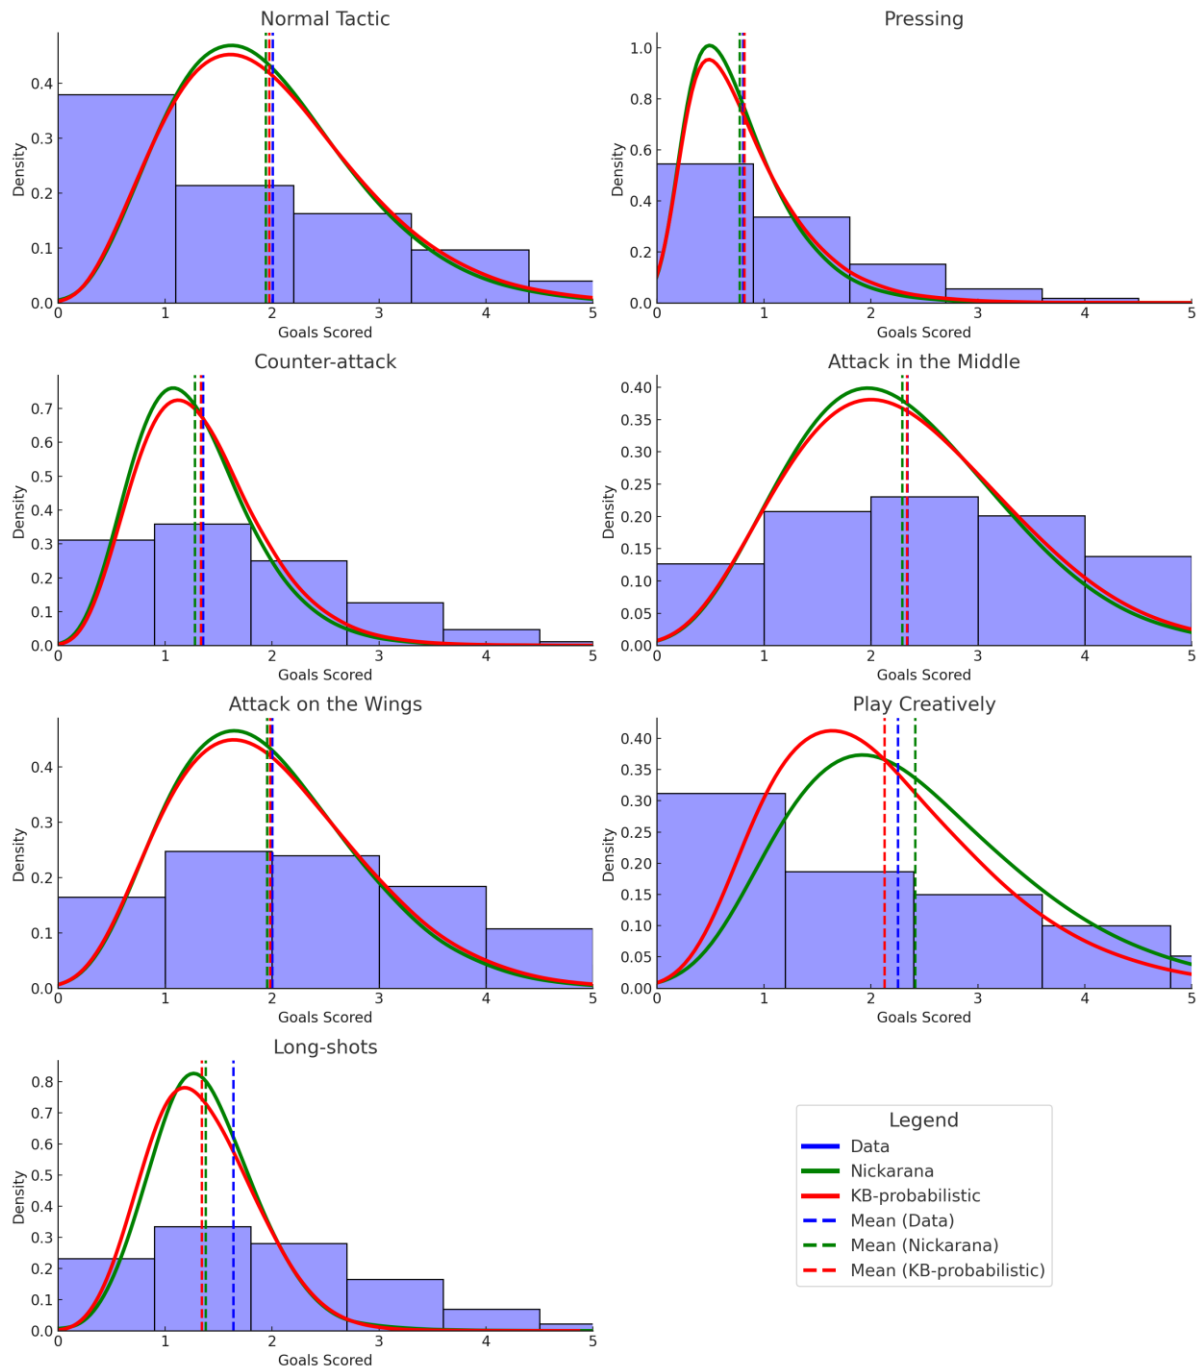 Normal Tactic
Density
0.4
0.3
0.2
0.1
0.0
0 1 2 3 4 5
Goals Scored
Pressing
Density
1.0
0.8
0.6
0.4
0.2
0.0
0 1 2 3 4 5
Goals Scored
Counter-attack
Density
0.7
0.6
0.5
0.4
0.3
0.2
0.1
0.0
0 1 2 3 4 5
Goals Scored
Attack in the Middle
Density
0.40
0.35
0.30
0.25
0.20
0.15
0.10
0.05
0.00
0 1 2 3 4 5
Goals Scored
Attack on the Wings
Density
0.4
0.3
0.2
0.1
0.0
0 1 2 3 4 5
Goals Scored
Play Creatively
Density
0.40
0.35
0.30
0.25
0.20
0.15
0.10
0.05
0.00
0 1 2 3 4 5
Goals Scored
Long-shots
Density
0.8
0.7
0.6
0.5
0.4
0.3
0.2
0.1
0.0
0 1 2 3 4 5
Goals Scored
Legend
Data
Nickarana
KB-probabilistic
Mean (Data)
Mean (Nickarana)
Mean (KB-probabilistic)